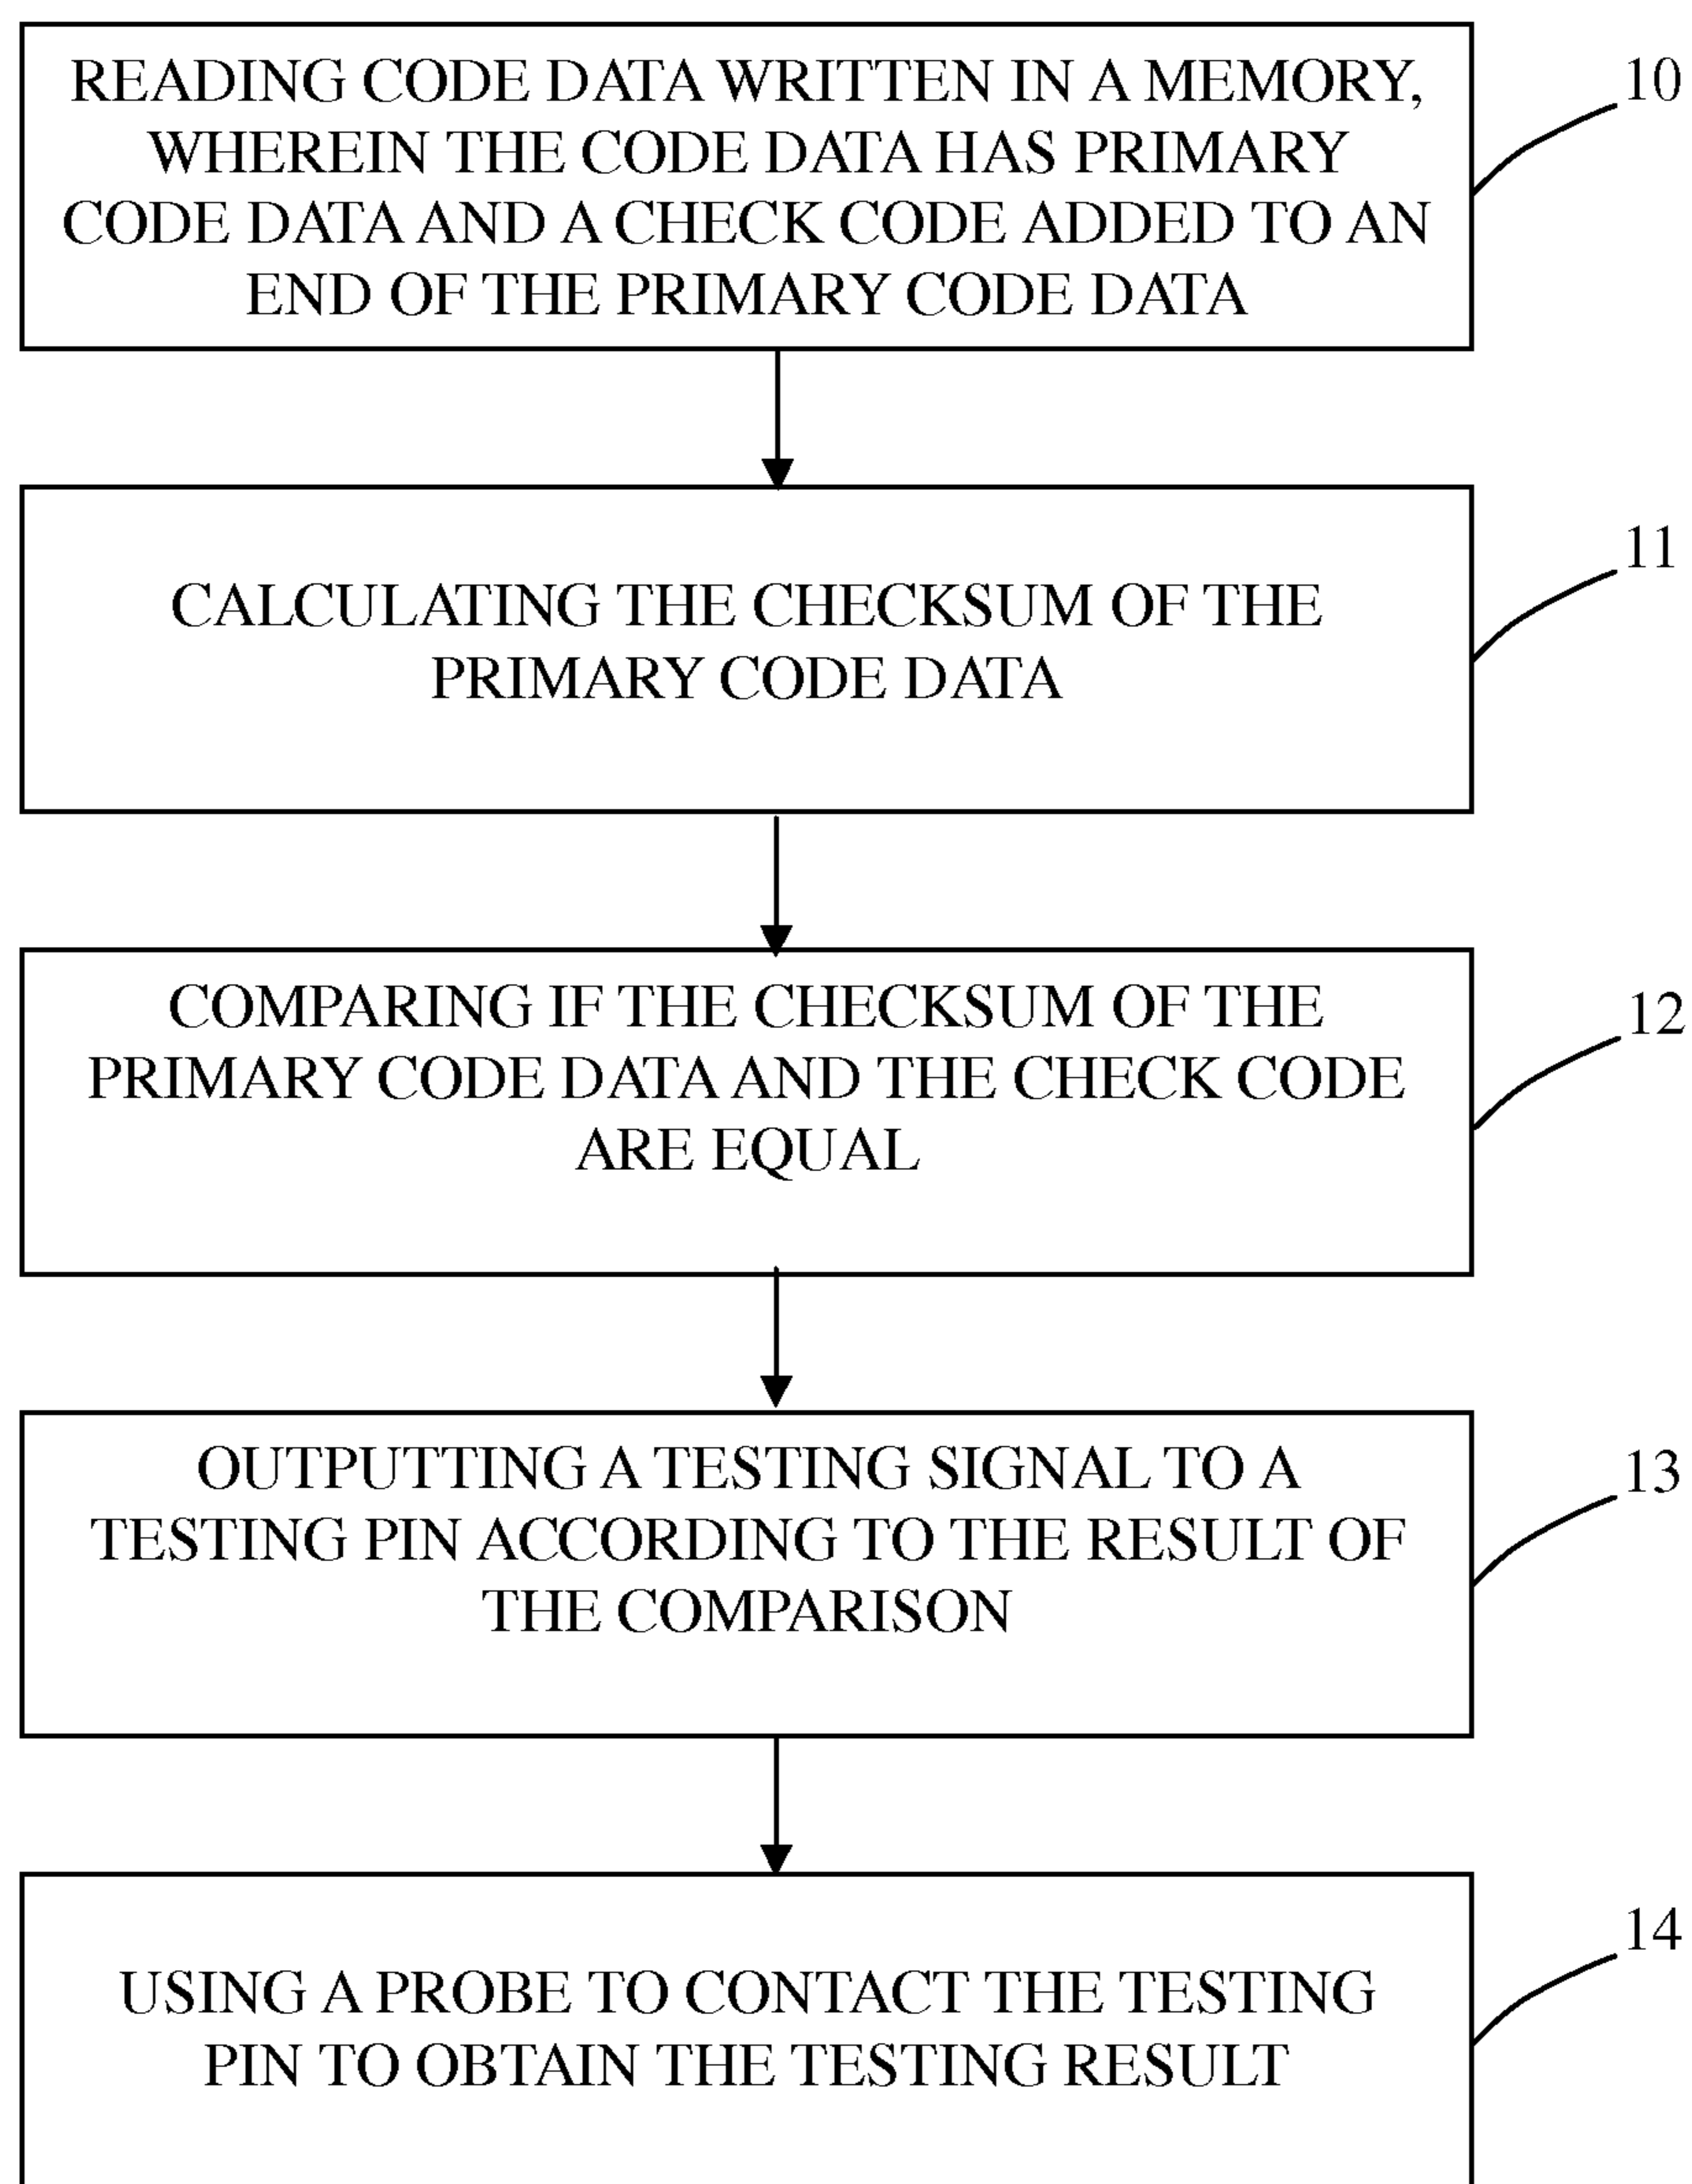 READING CODE DATA WRITTEN IN A MEMORY,
WHEREIN THE CODE DATA HAS PRIMARY
CODE DATA AND A CHECK CODE ADDED TO AN
END OF THE PRIMARY CODE DATA
10
CALCULATING THE CHECKSUM OF THE
PRIMARY CODE DATA
11
COMPARING IF THE CHECKSUM OF THE
PRIMARY CODE DATA AND THE CHECK CODE
ARE EQUAL
12
OUTPUTTING A TESTING SIGNAL TO A
TESTING PIN ACCORDING TO THE RESULT OF
THE COMPARISON
13
USING A PROBE TO CONTACT THE TESTING
PIN TO OBTAIN THE TESTING RESULT
14